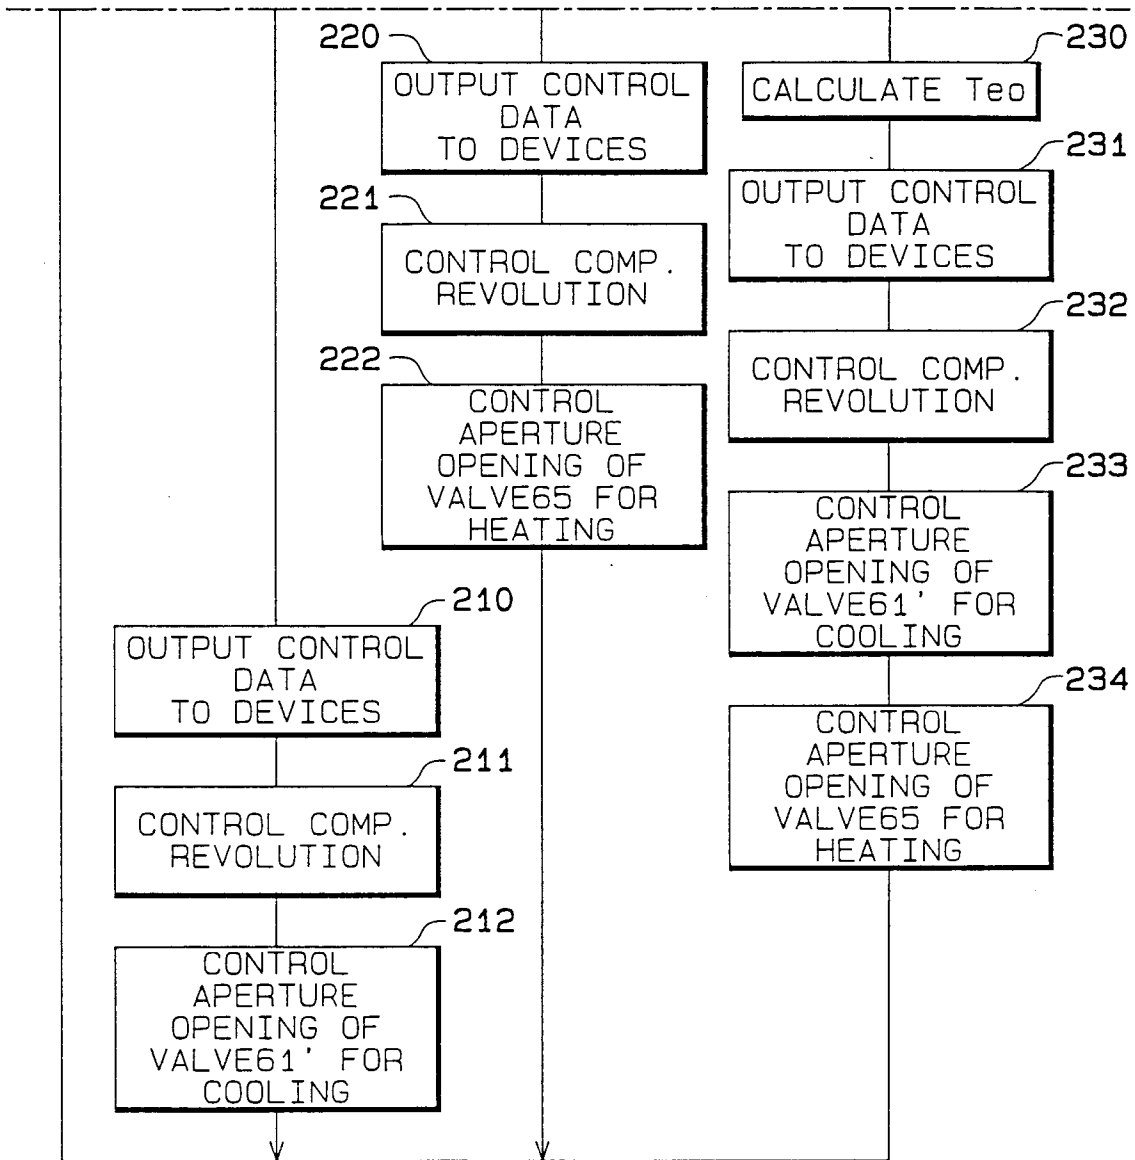 220
OUTPUT CONTROL
DATA
TO DEVICES
221
CONTROL COMP.
REVOLUTION
222
CONTROL
APERTURE
OPENING OF
VALVE65 FOR
HEATING
230
CALCULATE Teo
231
OUTPUT CONTROL
DATA
TO DEVICES
232
CONTROL COMP.
REVOLUTION
233
CONTROL
APERTURE
OPENING OF
VALVE61' FOR
COOLING
234
CONTROL
APERTURE
OPENING OF
VALVE65 FOR
HEATING
210
OUTPUT CONTROL
DATA
TO DEVICES
211
CONTROL COMP.
REVOLUTION
212
CONTROL
APERTURE
OPENING OF
VALVE61' FOR
COOLING